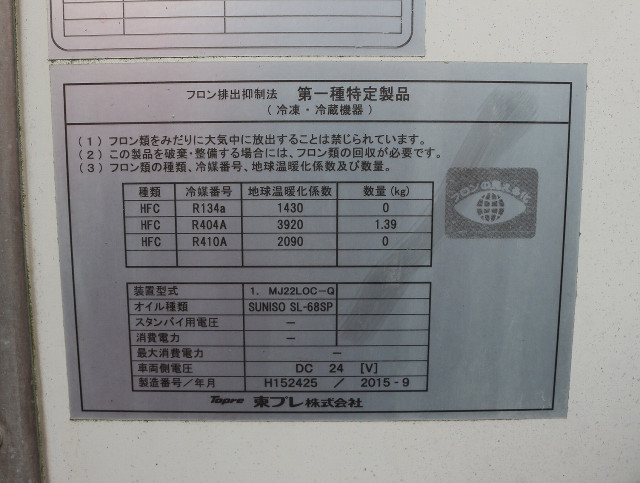 フロン排出抑制法 第一種特定製品
(冷凍・冷蔵機器)
(1) フロン類をみだりに大気中に放出することは禁じられています。
(2) この製品を破棄・整備する場合には、フロン類の回収が必要です。
(3) フロン類の種類、冷媒番号、地球温暖化係数及び数量。
種類 冷媒番号 地球温暖化係数 数量 (kg)
HFC R134a 1430 0
HFC R404A 3920 1.39
HFC R410A 2090 0
フロンの見える化
装置型式 1. MJ22LOC-Q
オイル種類 SUNISO SL-68SP
スタンバイ用電圧 －
消費電力 －
最大消費電力 －
車両側電圧 DC 24 [V]
製造番号／年月 H152425 ／ 2015-9
Topre 東プレ株式会社